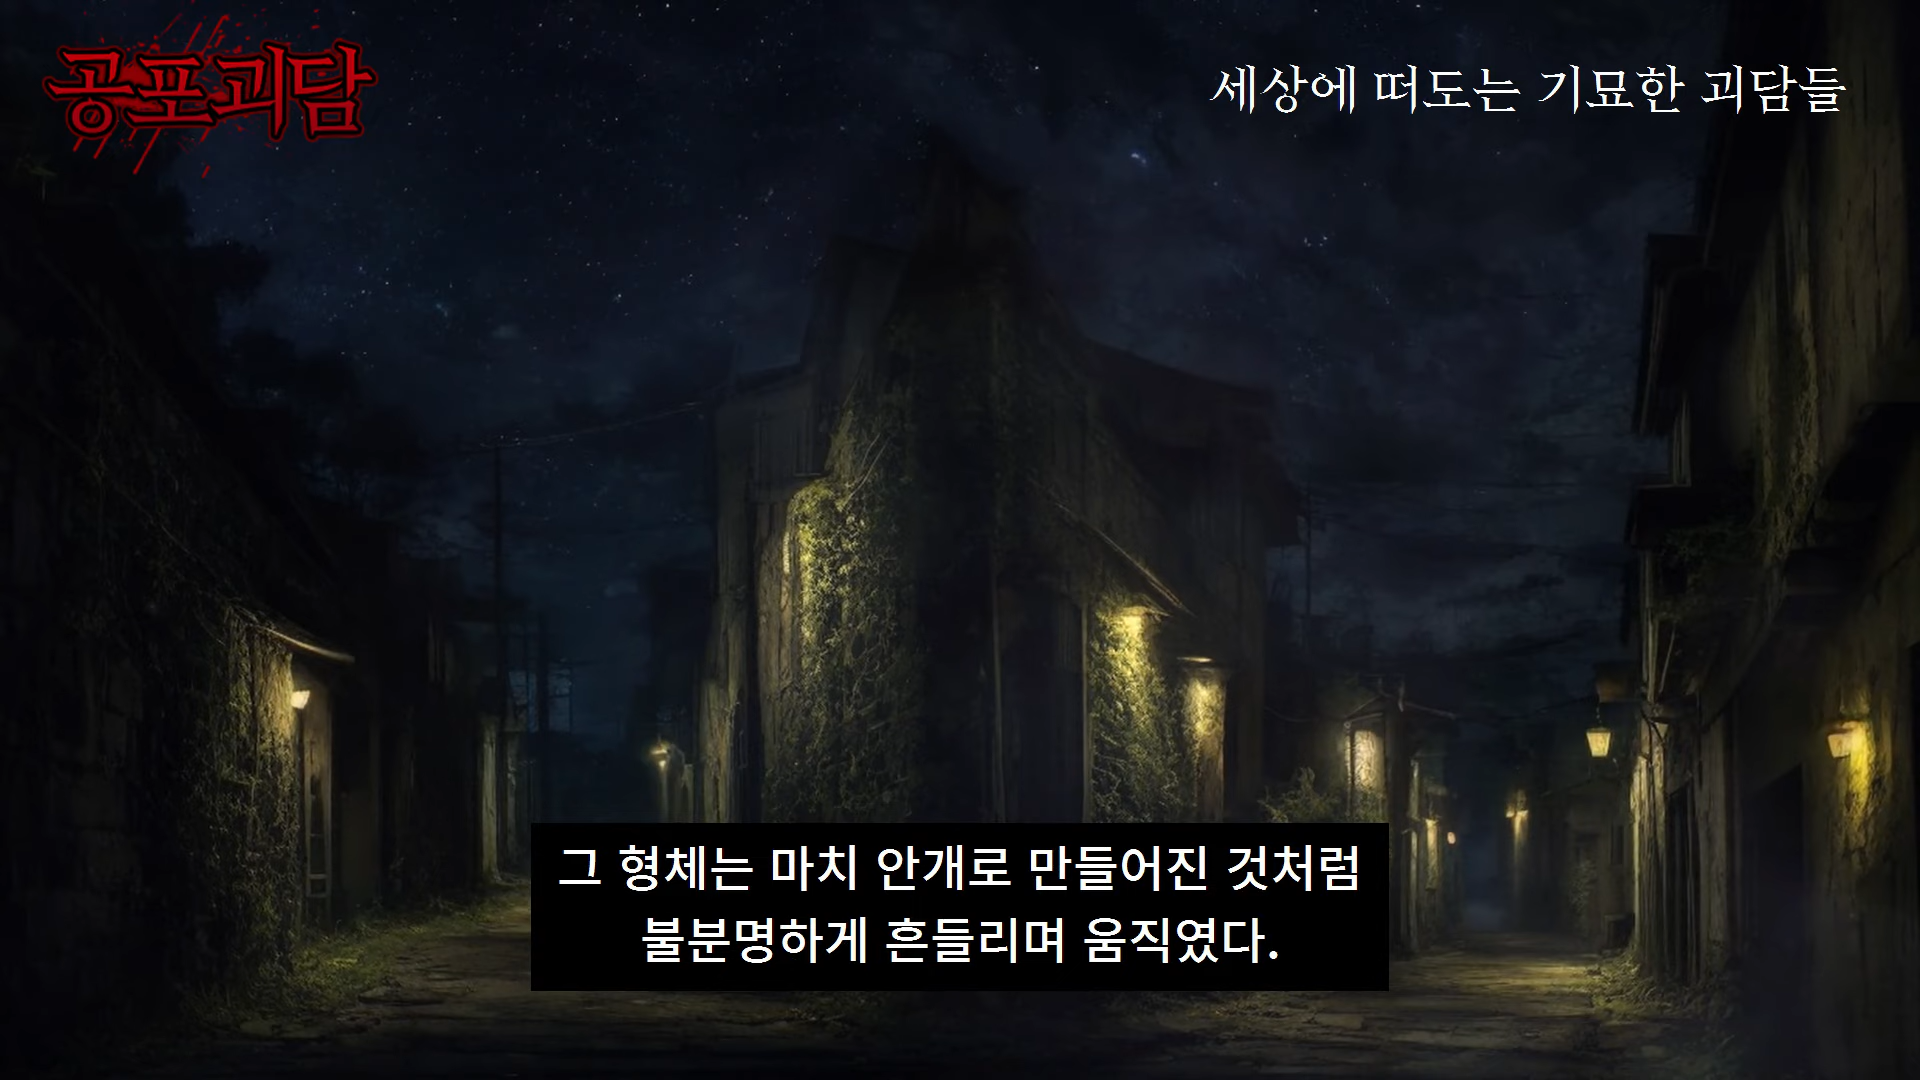 공포괴담
세상에 떠도는 기묘한 괴담들
그 형체는 마치 안개로 만들어진 것처럼
불분명하게 흔들리며 움직였다.